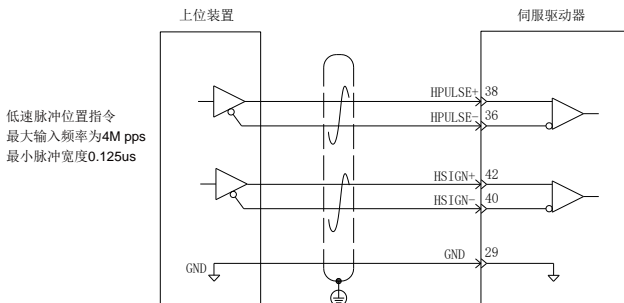 上位装置
伺服驱动器
低速脉冲位置指令
最大输入频率为4M pps
最小脉冲宽度0.125us
HPULSE+ 38
HPULSE- 36
HSIGN+ 42
HSIGN- 40
GND 29
GND